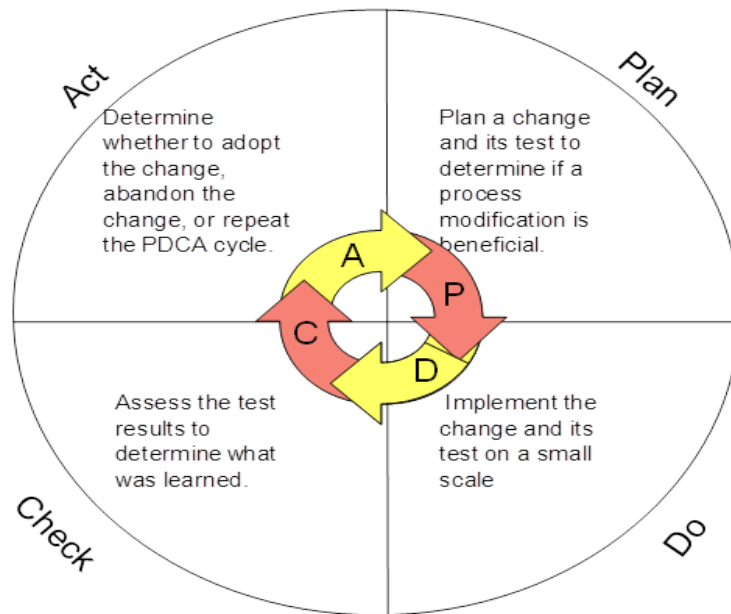 Act
Determine
whether to adopt
the change,
abandon the
change, or repeat
the PDCA cycle.
Plan
Plan a change
and its test to
determine if a
process
modification is
beneficial.
A
P
C
D
Assess the test
results to
determine what
was learned.
Check
Implement the
change and its
test on a small
scale
Do